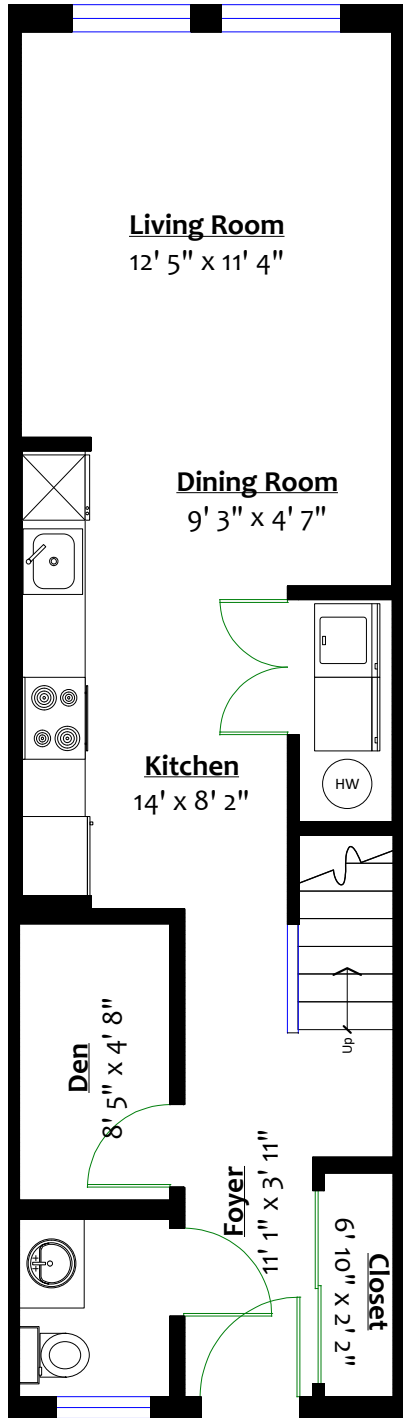 Living Room
12' 5" x 11' 4"
Dining Room
9' 3" x 4' 7"
Kitchen
14' x 8' 2"
HW
Up
Den
8' 5" x 4' 8"
Foyer
11' 1" x 3' 11"
Closet
6' 10" x 2' 2"